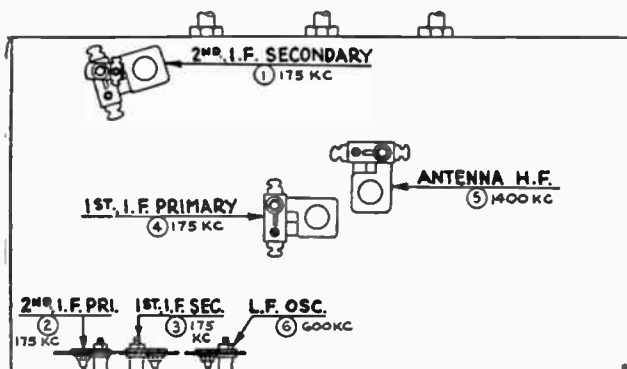 2ND. I.F. SECONDARY
① 175 KC
ANTENNA H.F.
⑤ 1400 KC
1ST. I.F. PRIMARY
④ 175 KC
2ND. I.F. PRI.
②
175 KC
1ST. I.F. SEC.
③ 175
KC
L.F. OSC.
⑥ 600 KC